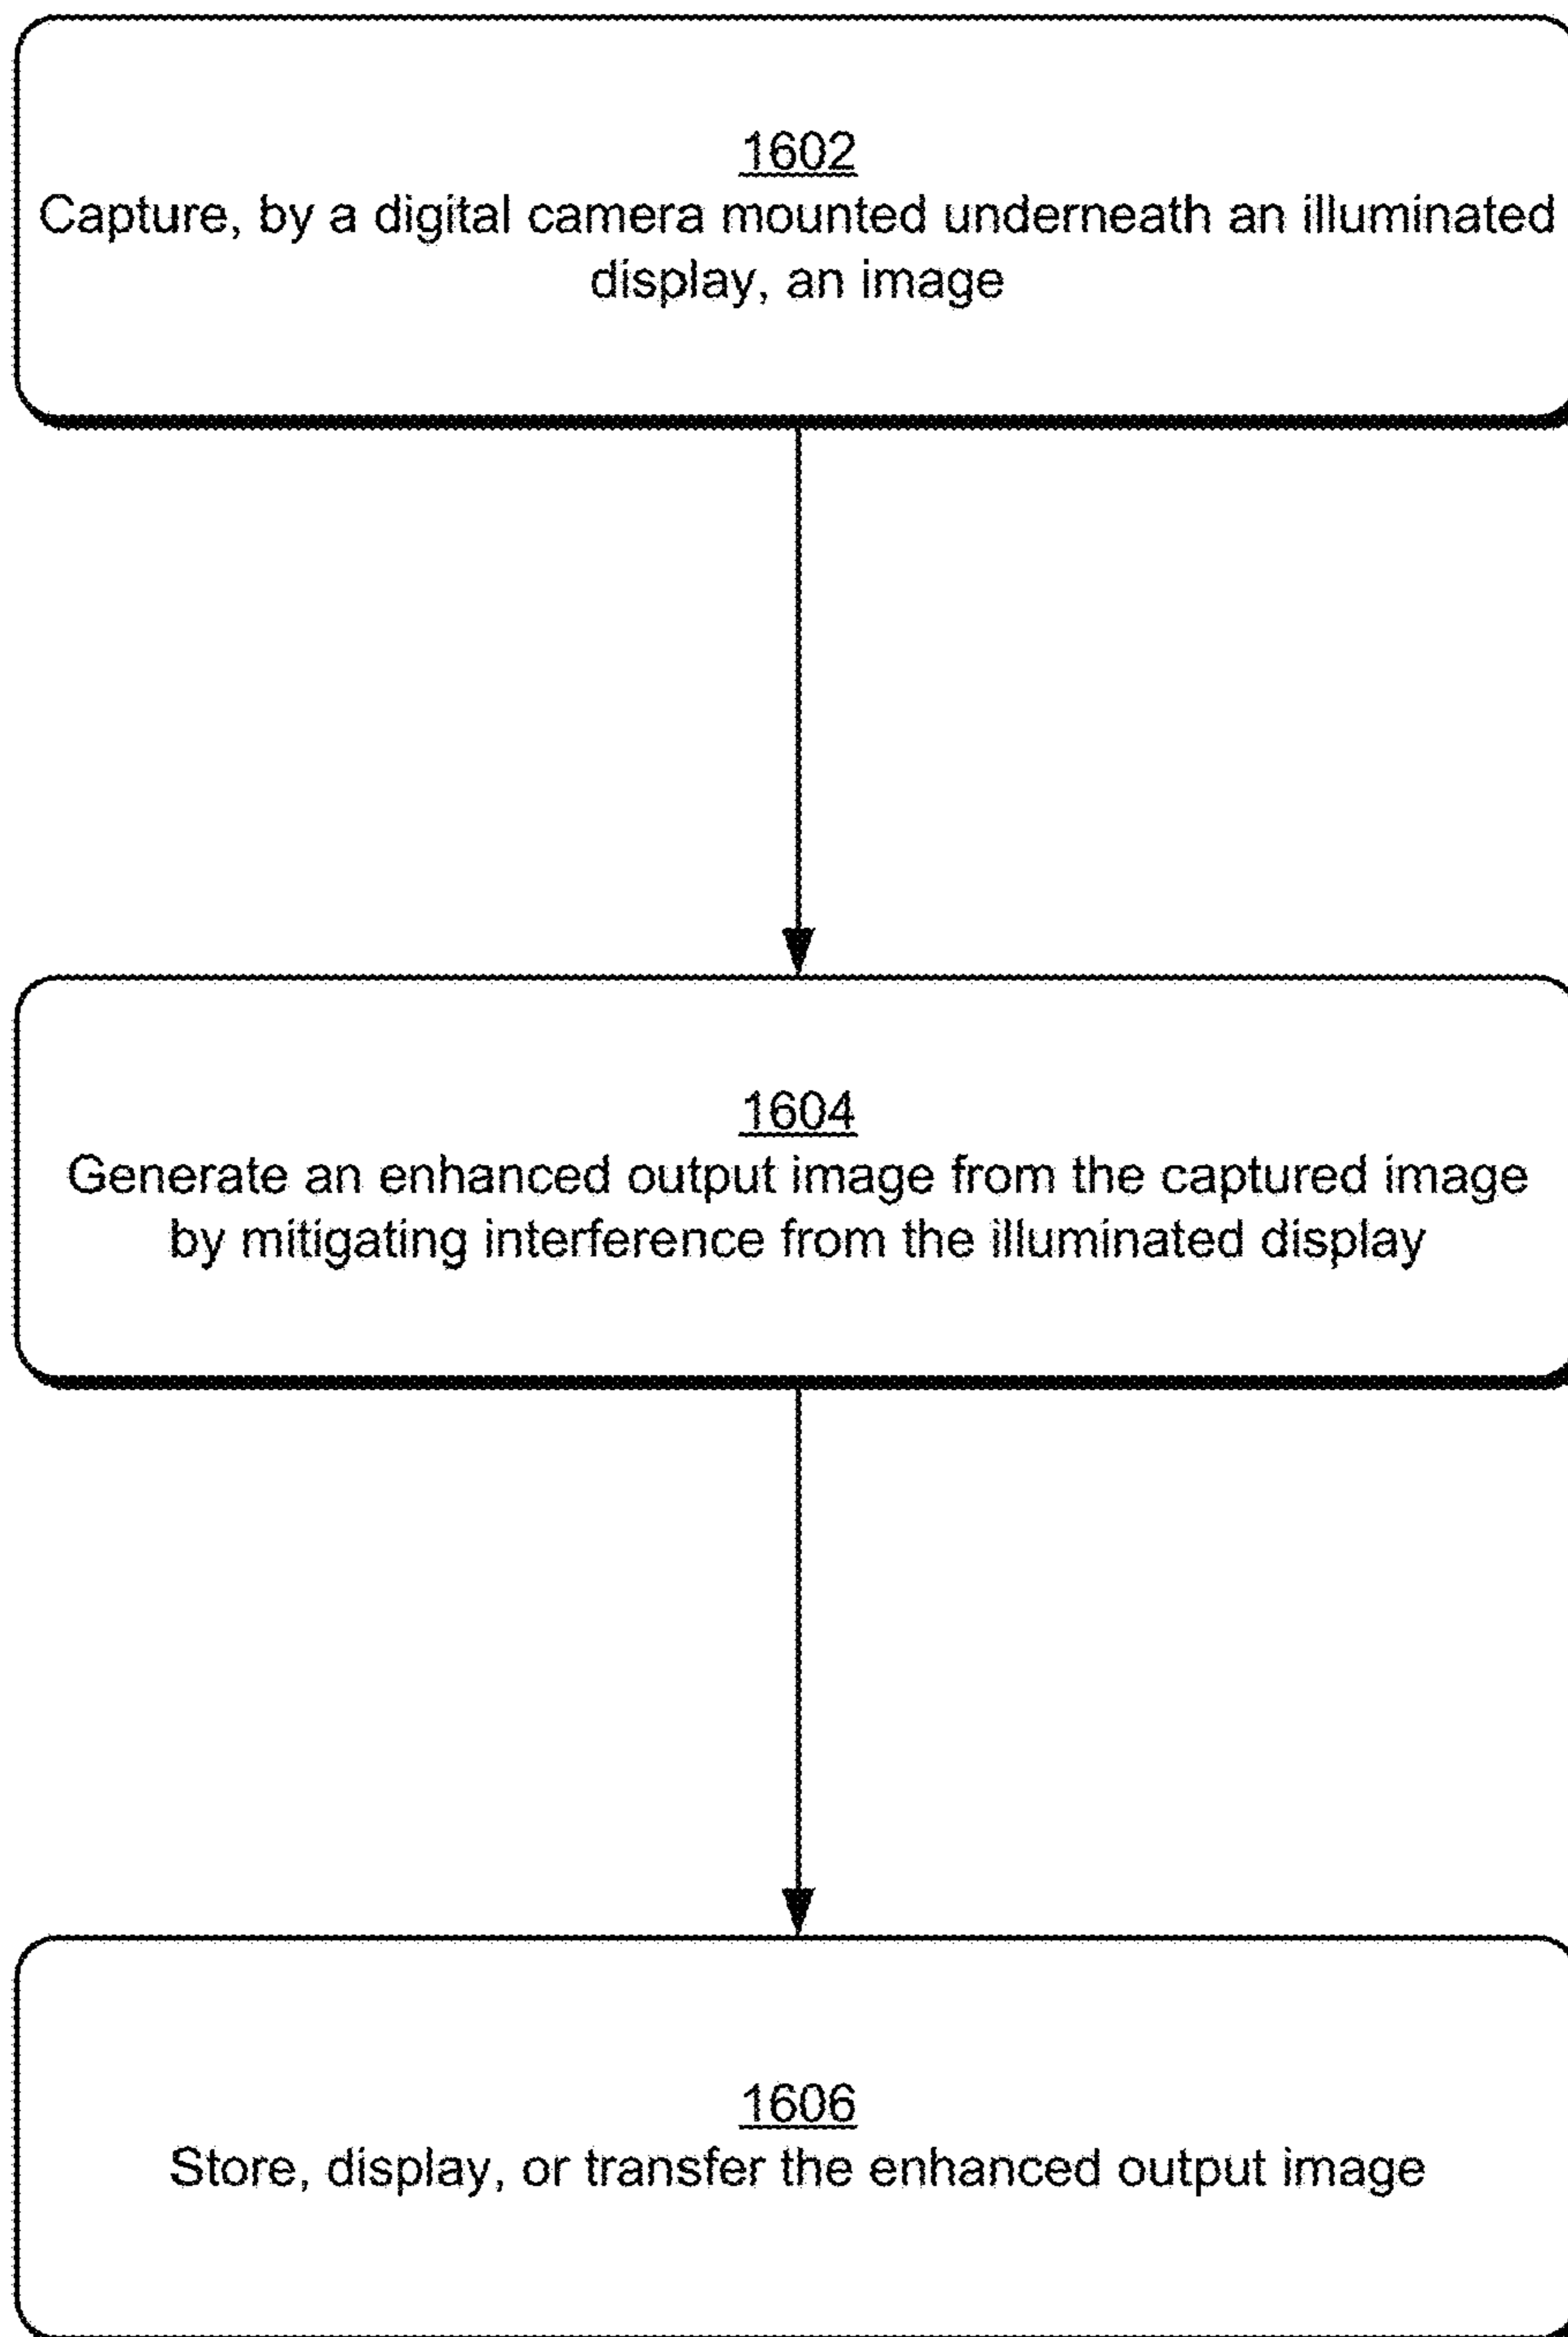 1602
Capture, by a digital camera mounted underneath an illuminated
display, an image
1604
Generate an enhanced output image from the captured image
by mitigating interference from the illuminated display
1606
Store, display, or transfer the enhanced output image